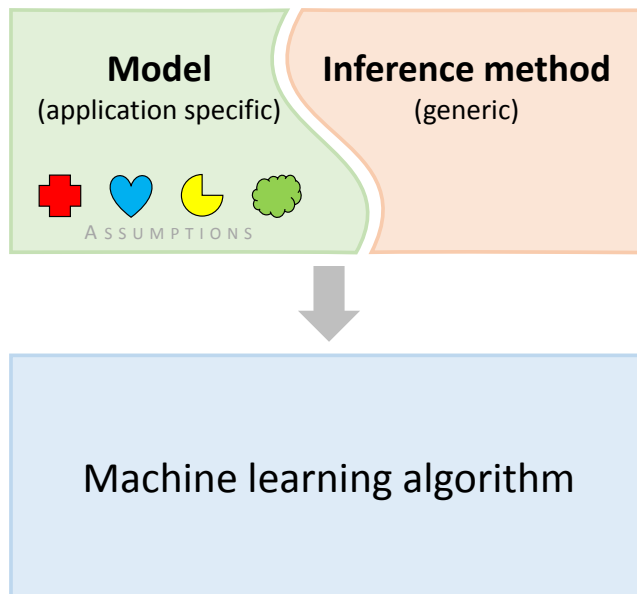 Model
(application specific)
Inference method
(generic)
ASSUMPTIONS
Machine learning algorithm